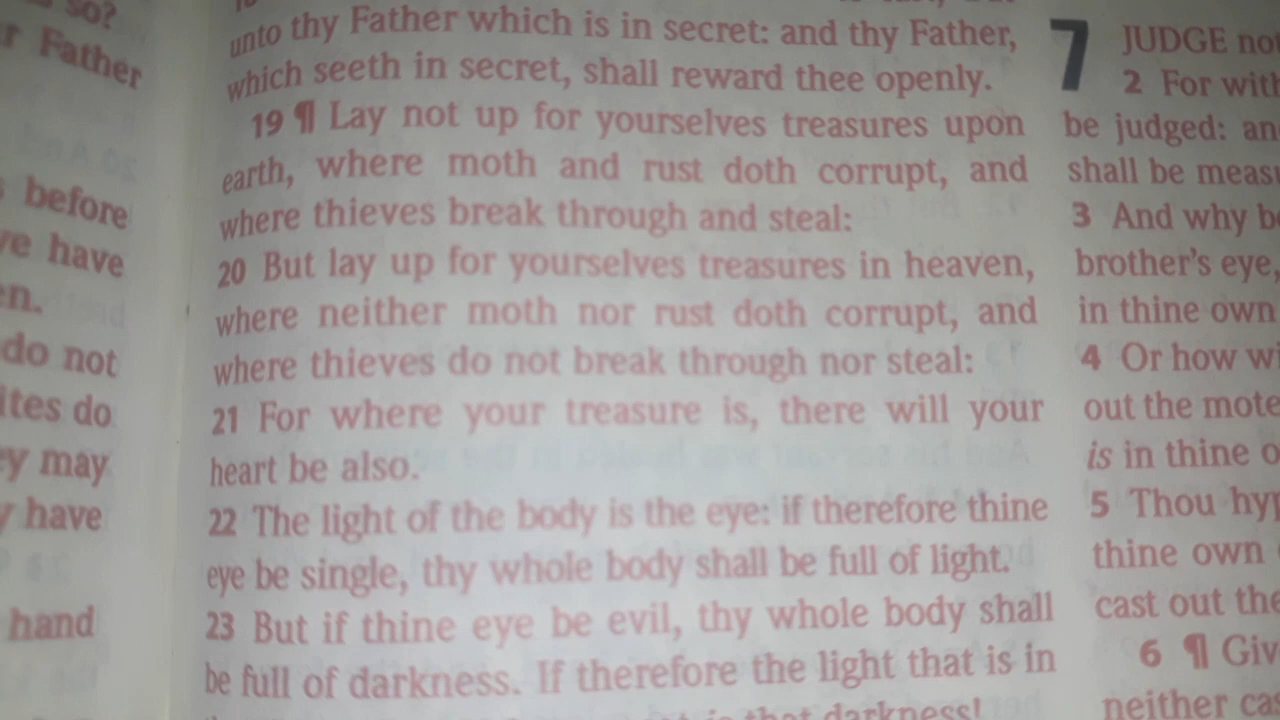 so?
Father
before
have
do not
do
may
have
hand
unto thy Father which is in secret: and thy Father,
which seeth in secret, shall reward thee openly.
19 ¶ Lay not up for yourselves treasures upon
earth, where moth and rust doth corrupt, and
where thieves break through and steal:
20 But lay up for yourselves treasures in heaven,
where neither moth nor rust doth corrupt, and
where thieves do not break through nor steal:
21 For where your treasure is, there will your
heart be also.
22 The light of the body is the eye: if therefore thine
eye be single, thy whole body shall be full of light.
23 But if thine eye be evil, thy whole body shall
be full of darkness. If therefore the light that is in
that darkness!
7 JUDGE not
2 For with
be judged: an
shall be meas
3 And why b
brother's eye,
in thine own
4 Or how wi
out the mote
is in thine o
5 Thou hyp
thine own
cast out the
6 ¶ Giv
neither cas